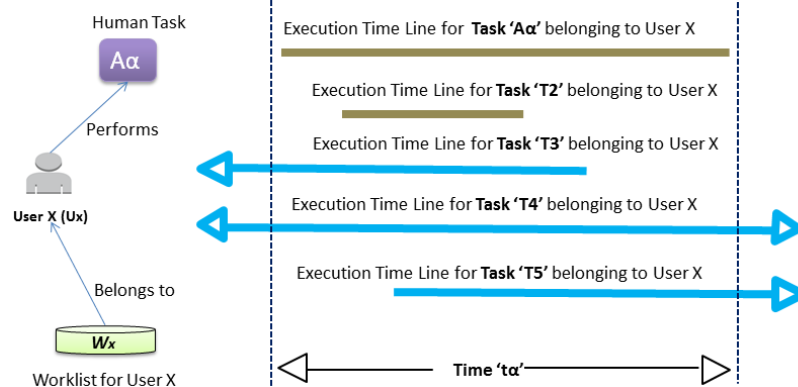 Human Task
Aα
Performs
User X (Ux)
Belongs to
Wx
Worklist for User X
Execution Time Line for Task ‘Aα’ belonging to User X
Execution Time Line for Task ‘T2’ belonging to User X
Execution Time Line for Task ‘T3’ belonging to User X
Execution Time Line for Task ‘T4’ belonging to User X
Execution Time Line for Task ‘T5’ belonging to User X
Time ‘tα’